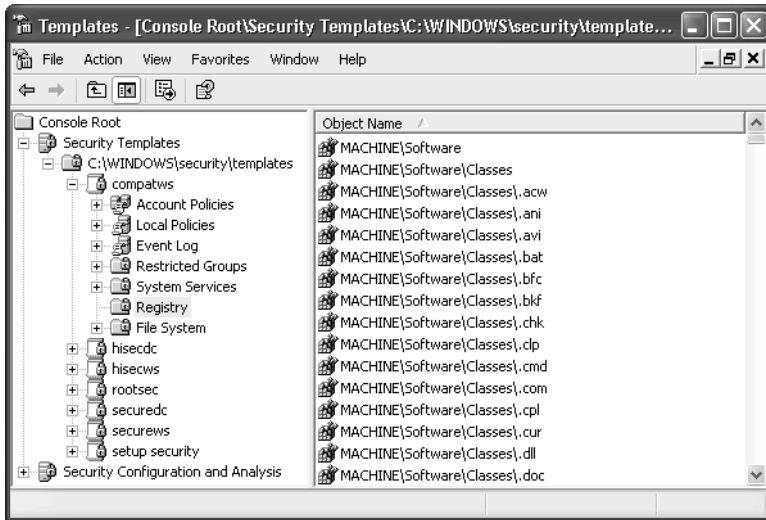 Templates - [Console Root\Security Templates\C:\WINDOWS\security\template...
File Action View Favorites Window Help
Console Root
Security Templates
C:\WINDOWS\security\templates
compatws
Account Policies
Local Policies
Event Log
Restricted Groups
System Services
Registry
File System
hisecdc
hisecws
rootsec
securedc
securews
setup security
Security Configuration and Analysis
Object Name
MACHINE\Software
MACHINE\Software\Classes
MACHINE\Software\Classes\.acw
MACHINE\Software\Classes\.ani
MACHINE\Software\Classes\.avi
MACHINE\Software\Classes\.bat
MACHINE\Software\Classes\.bfc
MACHINE\Software\Classes\.bkf
MACHINE\Software\Classes\.chk
MACHINE\Software\Classes\.clp
MACHINE\Software\Classes\.cmd
MACHINE\Software\Classes\.com
MACHINE\Software\Classes\.cpl
MACHINE\Software\Classes\.cur
MACHINE\Software\Classes\.dll
MACHINE\Software\Classes\.doc